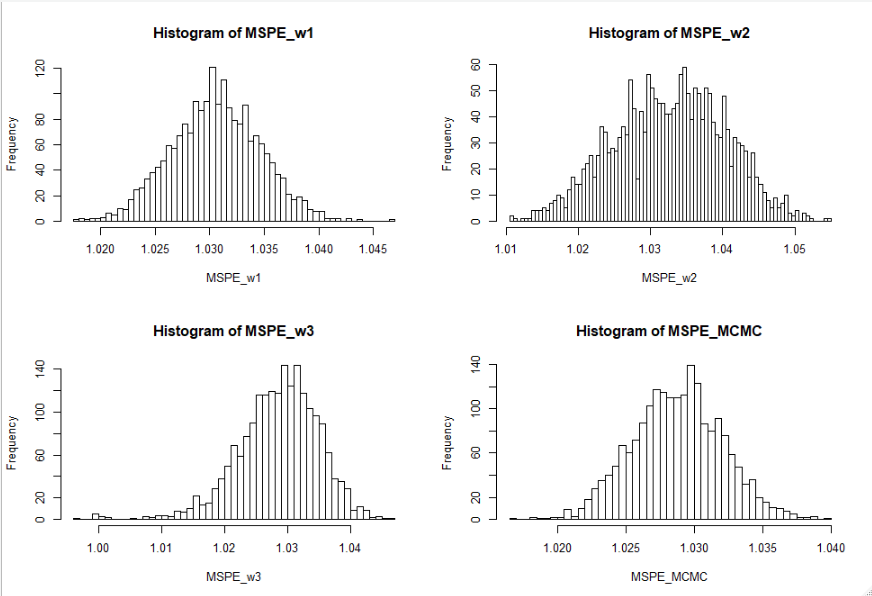 Histogram of MSPE_w1
Frequency
120
80
60
40
20
0
1.020 1.025 1.030 1.035 1.040 1.045
MSPE_w1
Histogram of MSPE_w2
Frequency
60
50
40
30
20
10
0
1.01 1.02 1.03 1.04 1.05
MSPE_w2
Histogram of MSPE_w3
Frequency
140
100
60
20
0
1.00 1.01 1.02 1.03 1.04
MSPE_w3
Histogram of MSPE_MCMC
Frequency
140
100
60
20
0
1.020 1.025 1.030 1.035 1.040
MSPE_MCMC